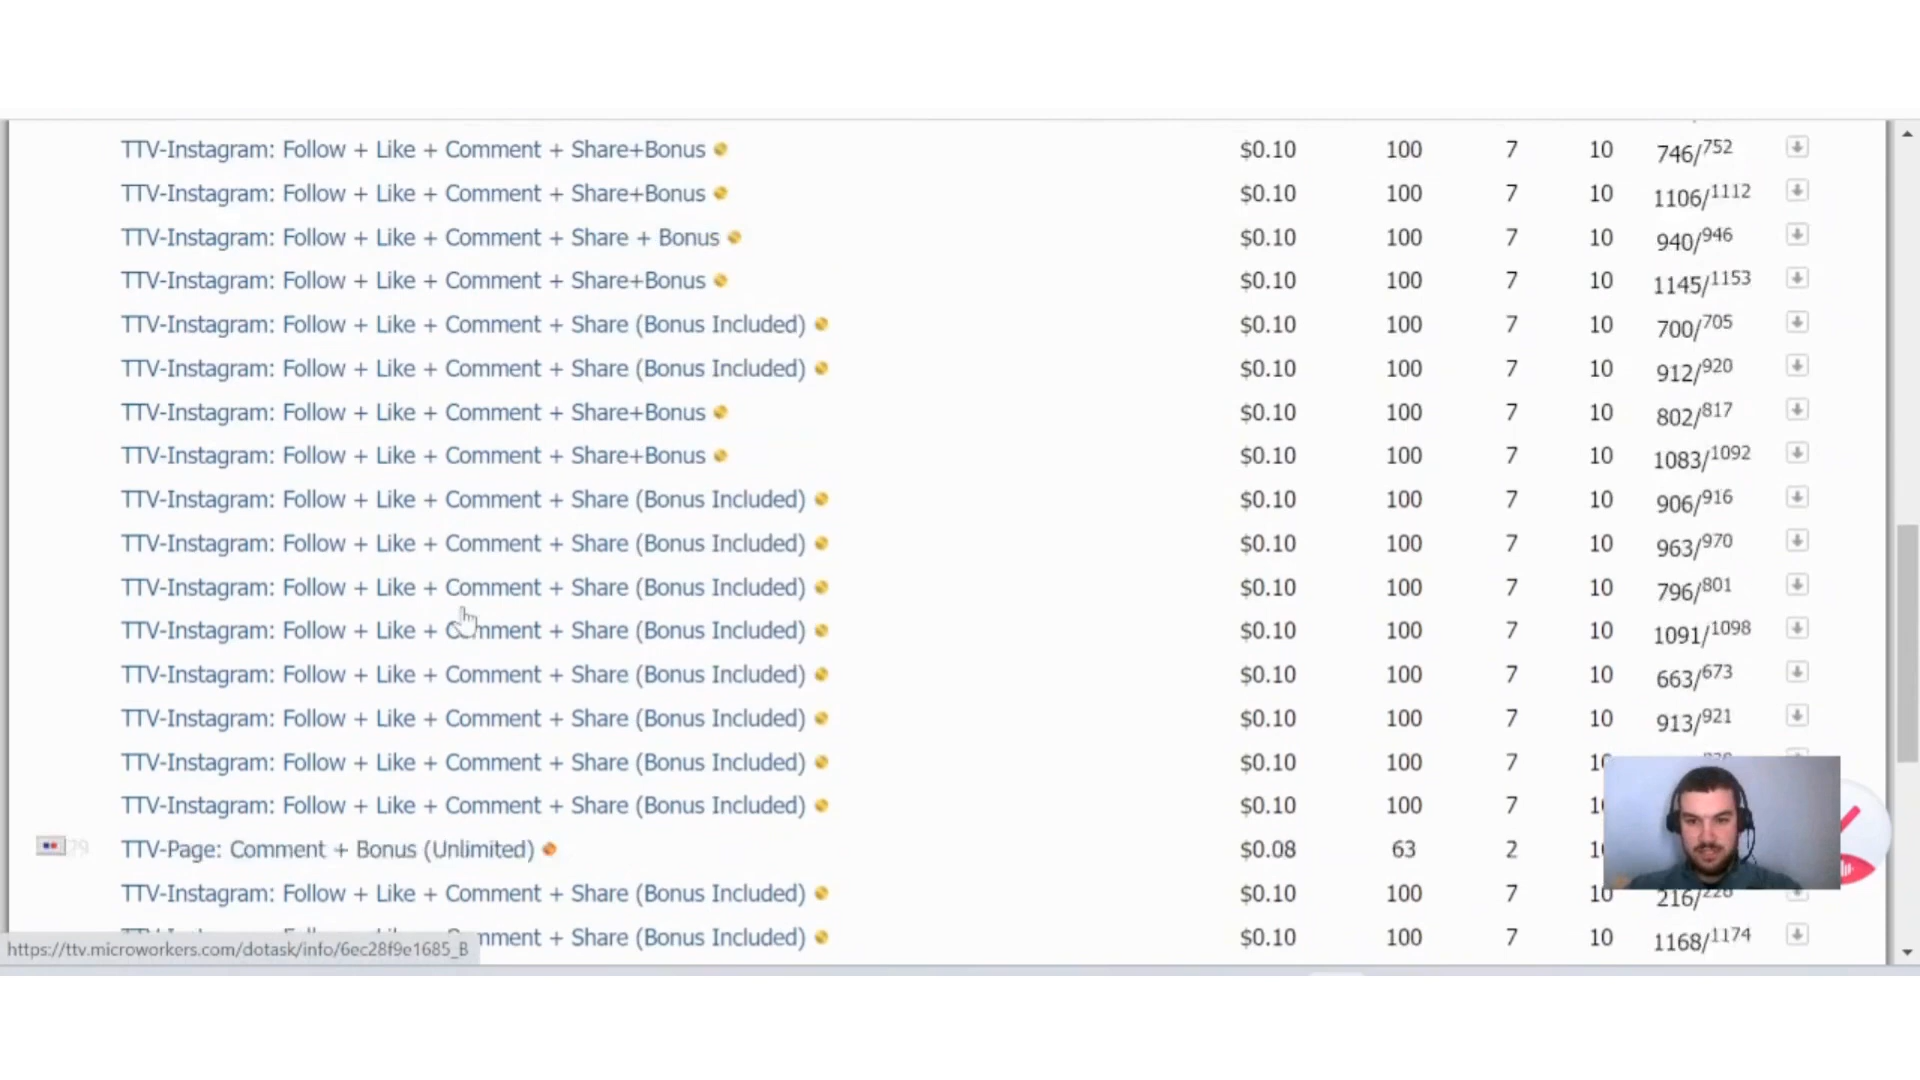 TTV-Instagram: Follow + Like + Comment + Share+Bonus $0.10 100 7 10 746/752
TTV-Instagram: Follow + Like + Comment + Share+Bonus $0.10 100 7 10 1106/1112
TTV-Instagram: Follow + Like + Comment + Share + Bonus $0.10 100 7 10 940/946
TTV-Instagram: Follow + Like + Comment + Share+Bonus $0.10 100 7 10 1145/1153
TTV-Instagram: Follow + Like + Comment + Share (Bonus Included) $0.10 100 7 10 700/705
TTV-Instagram: Follow + Like + Comment + Share (Bonus Included) $0.10 100 7 10 912/920
TTV-Instagram: Follow + Like + Comment + Share+Bonus $0.10 100 7 10 802/817
TTV-Instagram: Follow + Like + Comment + Share+Bonus $0.10 100 7 10 1083/1092
TTV-Instagram: Follow + Like + Comment + Share (Bonus Included) $0.10 100 7 10 906/916
TTV-Instagram: Follow + Like + Comment + Share (Bonus Included) $0.10 100 7 10 963/970
TTV-Instagram: Follow + Like + Comment + Share (Bonus Included) $0.10 100 7 10 796/801
TTV-Instagram: Follow + Like + Comment + Share (Bonus Included) $0.10 100 7 10 1091/1098
TTV-Instagram: Follow + Like + Comment + Share (Bonus Included) $0.10 100 7 10 663/673
TTV-Instagram: Follow + Like + Comment + Share (Bonus Included) $0.10 100 7 10 913/921
TTV-Instagram: Follow + Like + Comment + Share (Bonus Included) $0.10 100 7
TTV-Instagram: Follow + Like + Comment + Share (Bonus Included) $0.10 100 7
79 TTV-Page: Comment + Bonus (Unlimited) $0.08 63 2
TTV-Instagram: Follow + Like + Comment + Share (Bonus Included) $0.10 100 7 10
Comment + Share (Bonus Included) $0.10 100 7 10 1168/1174
https://ttv.microworkers.com/dotask/info/6ec28f9e1685_B